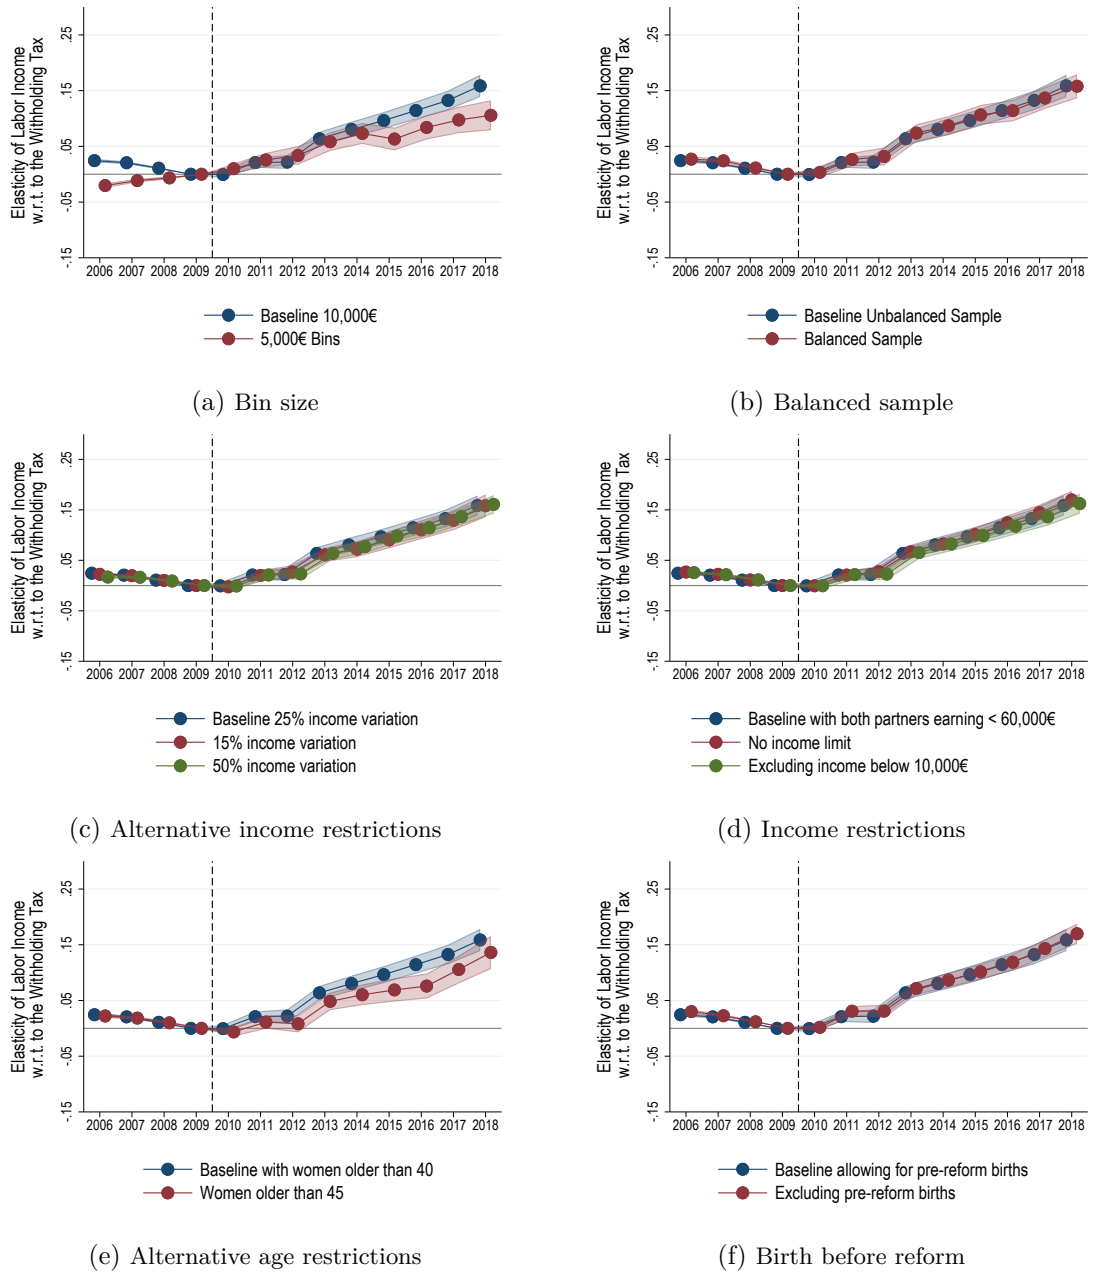 Elasticity of Labor Income
w.r.t. to the Withholding Tax
.25
.15
.05
-.05
-.15
2006 2007 2008 2009 2010 2011 2012 2013 2014 2015 2016 2017 2018
Baseline 10,000€
5,000€ Bins
(a) Bin size
Elasticity of Labor Income
w.r.t. to the Withholding Tax
.25
.15
.05
-.05
-.15
2006 2007 2008 2009 2010 2011 2012 2013 2014 2015 2016 2017 2018
Baseline Unbalanced Sample
Balanced Sample
(b) Balanced sample
Elasticity of Labor Income
w.r.t. to the Withholding Tax
.25
.15
.05
-.05
-.15
2006 2007 2008 2009 2010 2011 2012 2013 2014 2015 2016 2017 2018
Baseline 25% income variation
15% income variation
50% income variation
(c) Alternative income restrictions
Elasticity of Labor Income
w.r.t. to the Withholding Tax
.25
.15
.05
-.05
-.15
2006 2007 2008 2009 2010 2011 2012 2013 2014 2015 2016 2017 2018
Baseline with both partners earning < 60,000€
No income limit
Excluding income below 10,000€
(d) Income restrictions
Elasticity of Labor Income
w.r.t. to the Withholding Tax
.25
.15
.05
-.05
-.15
2006 2007 2008 2009 2010 2011 2012 2013 2014 2015 2016 2017 2018
Baseline with women older than 40
Women older than 45
(e) Alternative age restrictions
Elasticity of Labor Income
w.r.t. to the Withholding Tax
.25
.15
.05
-.05
-.15
2006 2007 2008 2009 2010 2011 2012 2013 2014 2015 2016 2017 2018
Baseline allowing for pre-reform births
Excluding pre-reform births
(f) Birth before reform